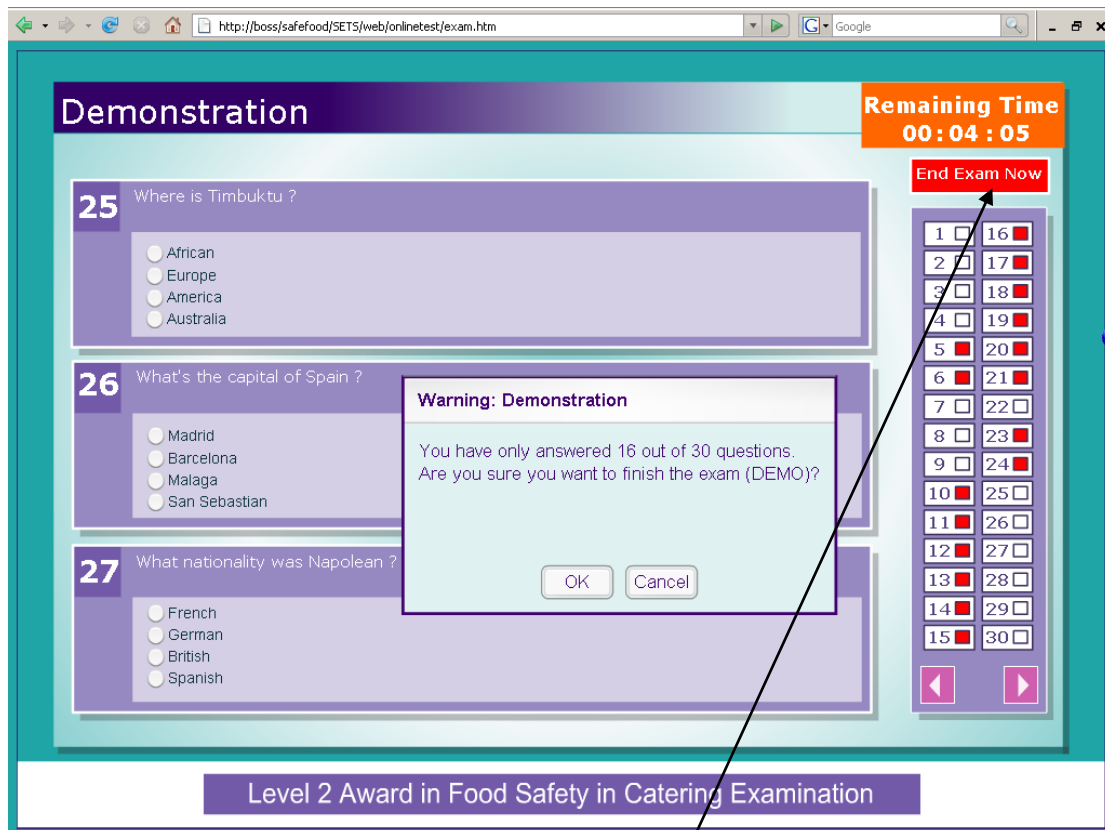 http://boss/safefood/SETS/web/onlinetest/exam.htm
G Google
Demonstration
Remaining Time
00:04:05
End Exam Now
25 Where is Timbuktu ?
African
Europe
America
Australia
26 What's the capital of Spain ?
Madrid
Barcelona
Malaga
San Sebastian
27 What nationality was Napolean ?
French
German
British
Spanish
Warning: Demonstration
You have only answered 16 out of 30 questions.
Are you sure you want to finish the exam (DEMO)?
OK Cancel
1 16
2 17
3 18
4 19
5 20
6 21
7 22
8 23
9 24
10 25
11 26
12 27
13 28
14 29
15 30
Level 2 Award in Food Safety in Catering Examination